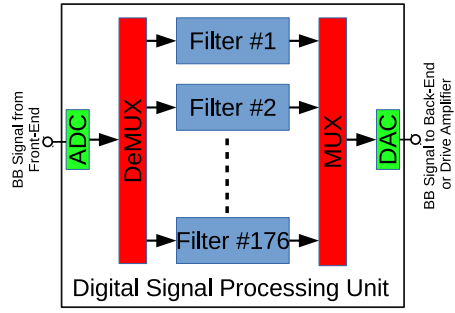 BB Signal from
Front-End
ADC
DeMUX
Filter #1
Filter #2
Filter #176
MUX
DAC
BB Signal to Back-End
or Drive Amplifier
Digital Signal Processing Unit